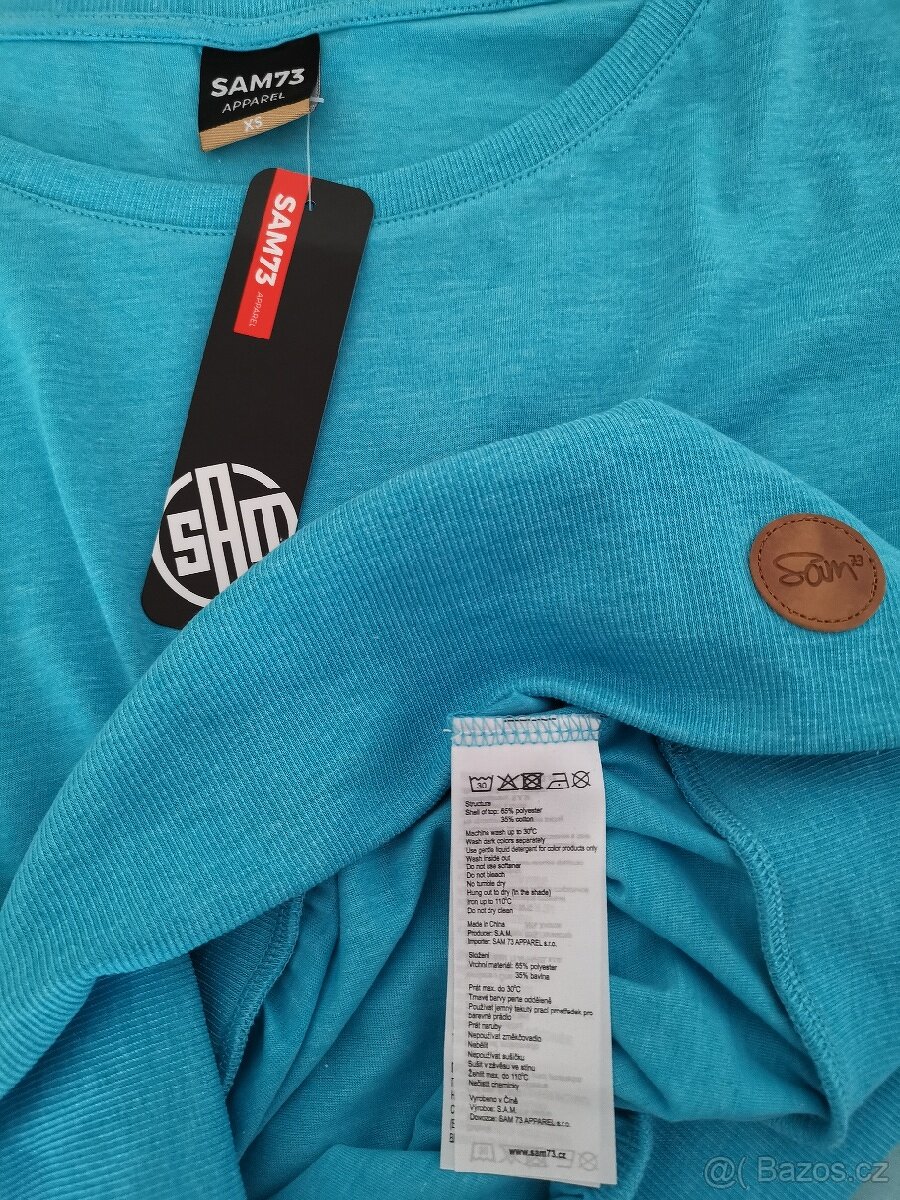 SAM73
APPAREL
XS
SAM73
APPAREL
SAM
Sam73
30
Structure
Shell of top: 65% polyester
35% cotton
Machine wash up to 30°C
Wash dark colors separately
Use gentle liquid detergent for color products only
Wash inside out
Do not use softener
Do not bleach
No tumble dry
Hung out to dry (in the shade)
Iron up to 110°C
Do not dry clean
Made in China
Producer: S.A.M.
Importer: SAM 73 APPAREL s.r.o.
Složení
Vrchní materiál: 65% polyester
35% bavlna
Prát max. do 30°C
Tmavé barvy perte odděleně
Používat jemný tekutý prací prostředek pro
barevné prádlo
Prát naruby
Nepoužívat změkčovadlo
Nebělit
Nepoužívat sušičku
Sušit v závěsu ve stínu
Žehlit max. do 110°C
Nečistit chemicky
Vyrobeno v Číně
Výrobce: S.A.M.
Dovozce: SAM 73 APPAREL s.r.o.
www.sam73.cz
@( Bazos.cz